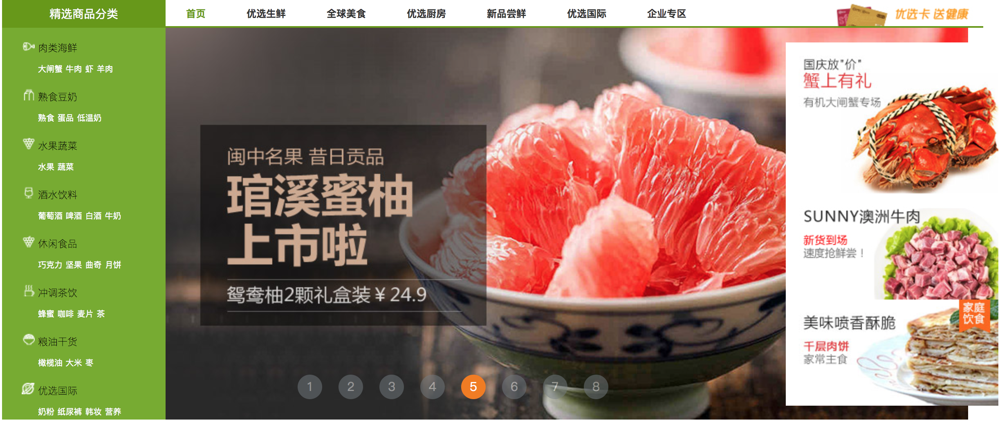 精选商品分类
首页 优选生鲜 全球美食 优选厨房 新品尝鲜 优选国际 企业专区
优选卡 送健康
肉类海鲜
大闸蟹 牛肉 虾 羊肉
熟食豆奶
熟食 蛋品 低温奶
水果蔬菜
水果 蔬菜
酒水饮料
葡萄酒 啤酒 白酒 牛奶
休闲食品
巧克力 坚果 曲奇 月饼
冲调茶饮
蜂蜜 咖啡 麦片 茶
粮油干货
橄榄油 大米 枣
优选国际
奶粉 纸尿裤 韩妆 营养
闽中名果 昔日贡品
琯溪蜜柚
上市啦
鸳鸯柚2颗礼盒装￥24.9
1 2 3 4 5 6 7 8
国庆放"价"
蟹上有礼
有机大闸蟹专场
SUNNY澳洲牛肉
新货到场
速度抢鲜尝！
家庭
饮食
美味喷香酥脆
千层肉饼
家常主食